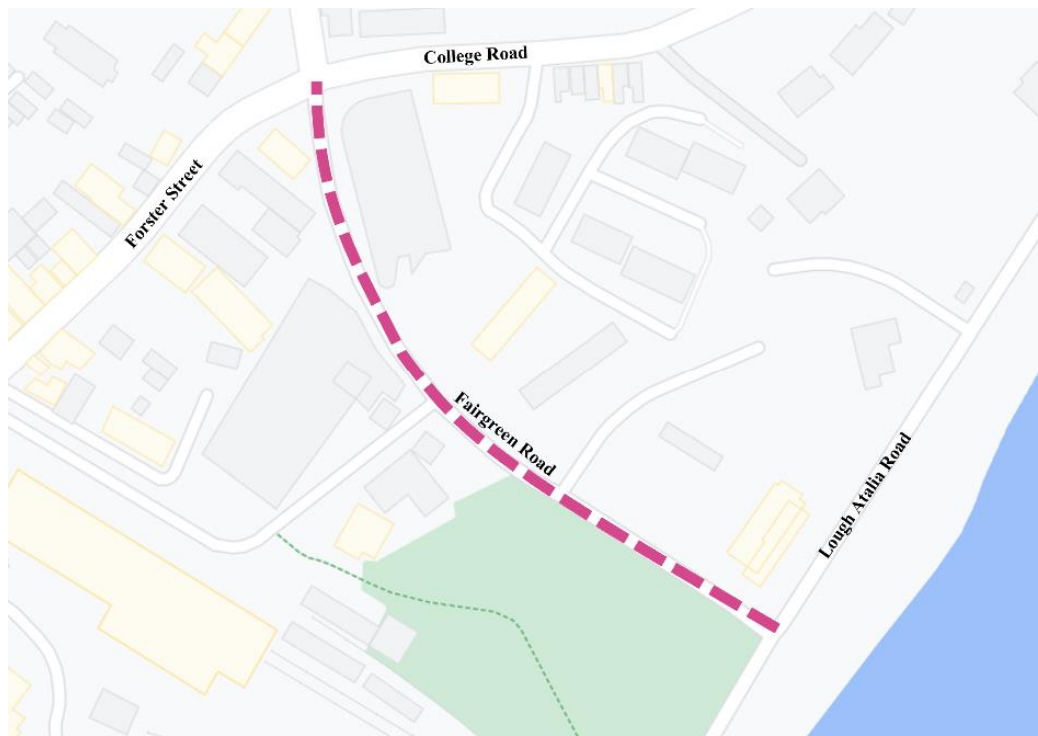 College Road
Forster Street
Fairgreen Road
Lough Atalia Road